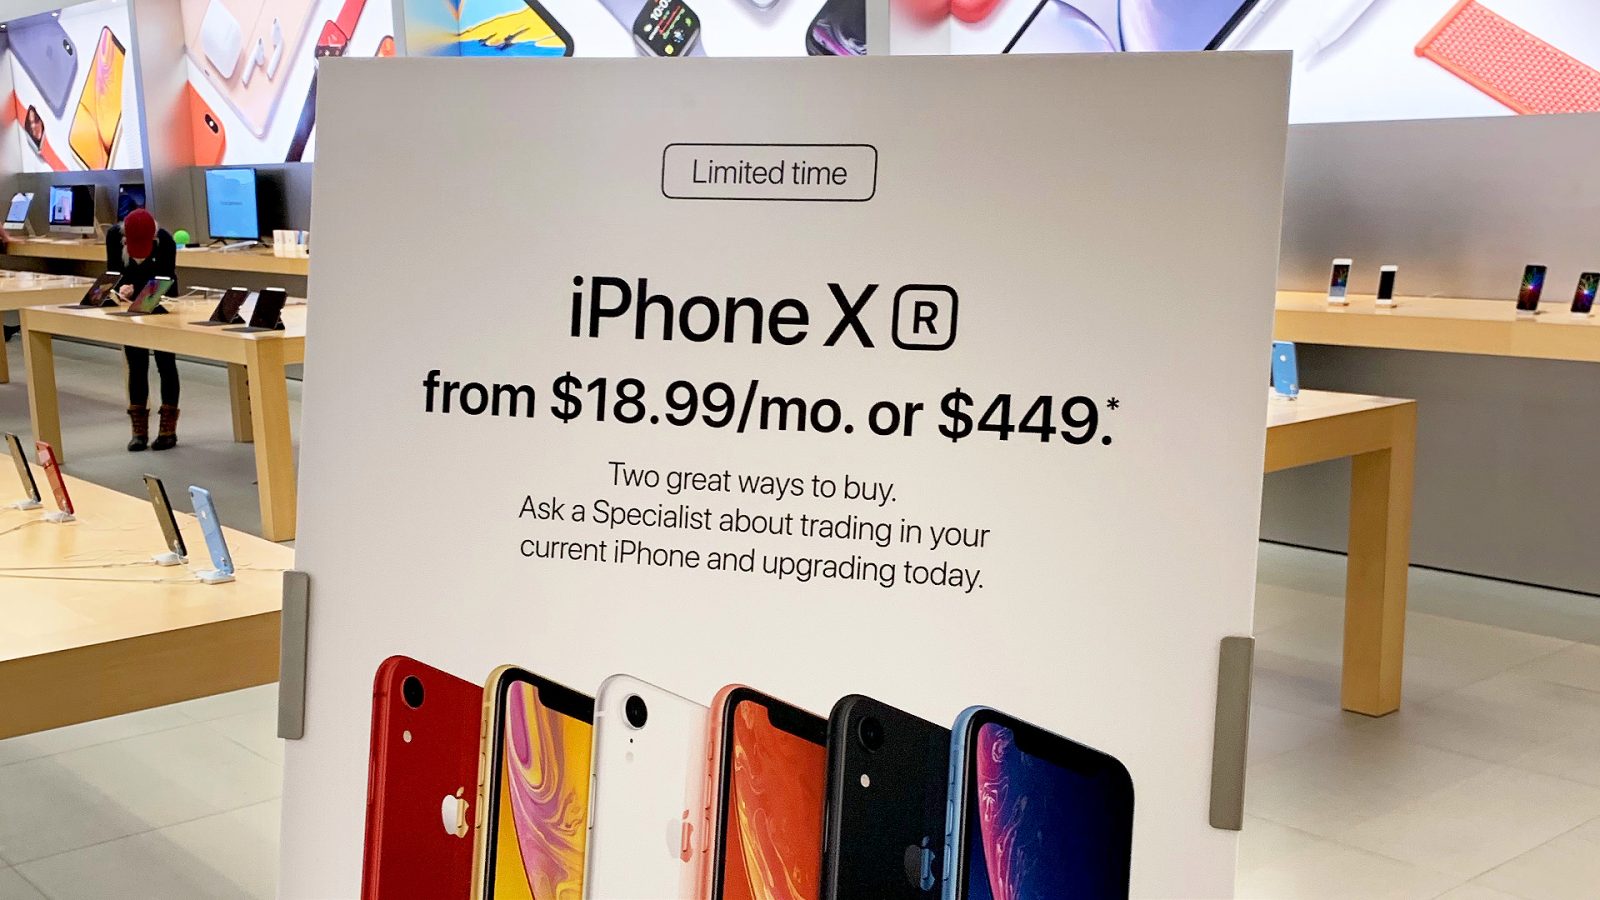 Limited time
iPhone XR
from $18.99/mo. or $449.*
Two great ways to buy.
Ask a Specialist about trading in your
current iPhone and upgrading today.